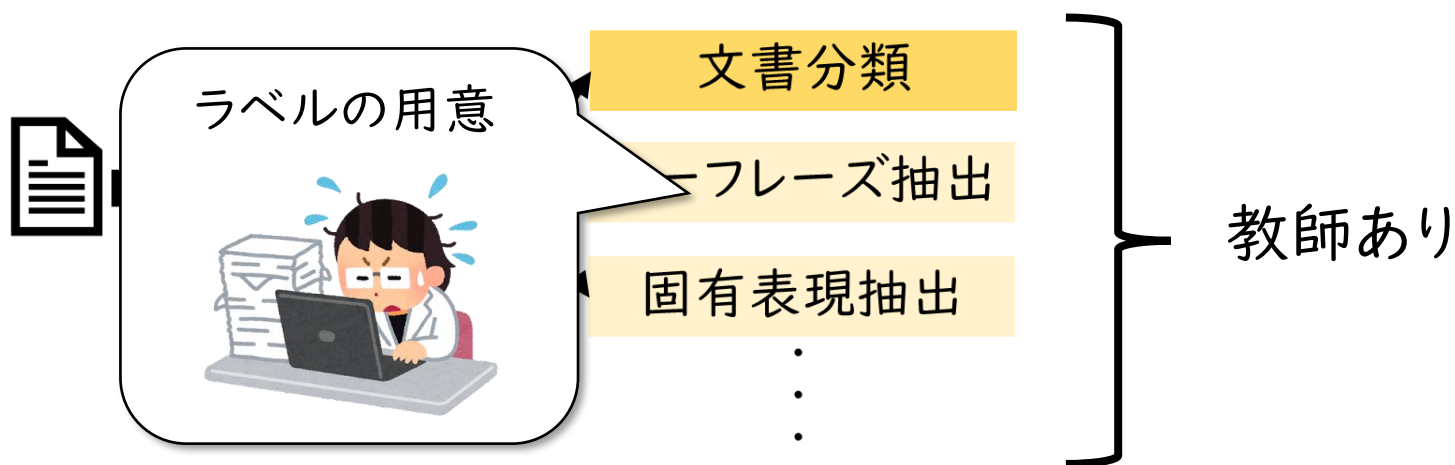 文書分類
ラベルの用意
ーフレーズ抽出
教師あり
固有表現抽出